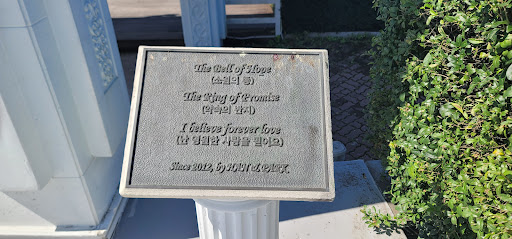 The Bell of Hope
(소원의 종)
The Ring of Promise
(약속의 반지)
I believe forever love
(난 영원한 사랑을 믿어요)
Since 2012, by JOHN J. PARK